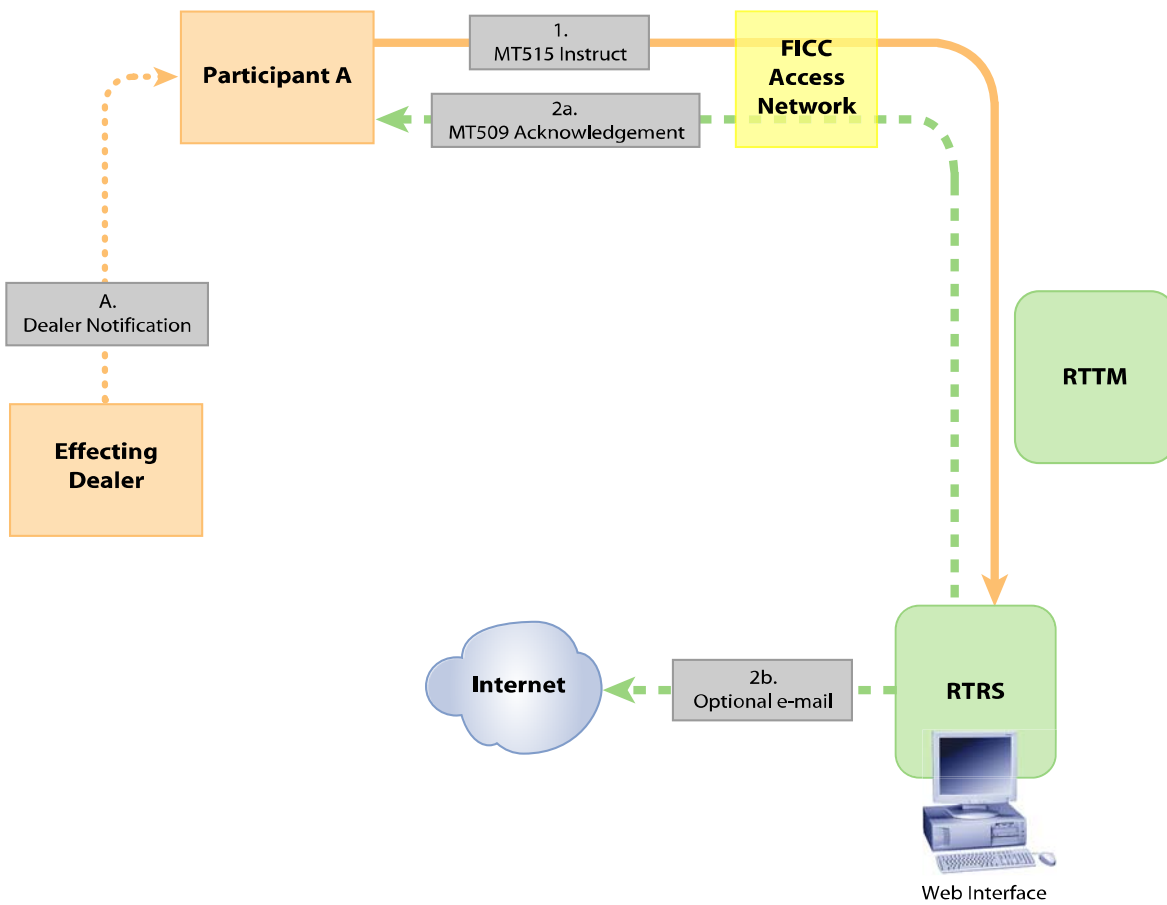 1.
MT515 Instruct
FICC
Access
Network
Participant A
2a.
MT509 Acknowledgement
A.
Dealer Notification
RTTM
Effecting
Dealer
Internet
2b.
Optional e-mail
RTRS
Web Interface